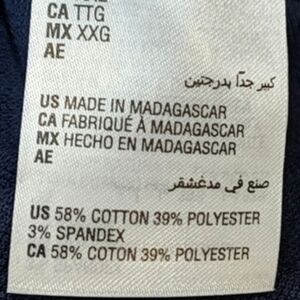 CA TTG
MX XXG
AE
كبير جدًا بدرجتين
US MADE IN MADAGASCAR
CA FABRIQUÉ À MADAGASCAR
MX HECHO EN MADAGASCAR
AE
صنع في مدغشقر
US 58% COTTON 39% POLYESTER
3% SPANDEX
CA 58% COTON 39% POLYESTER